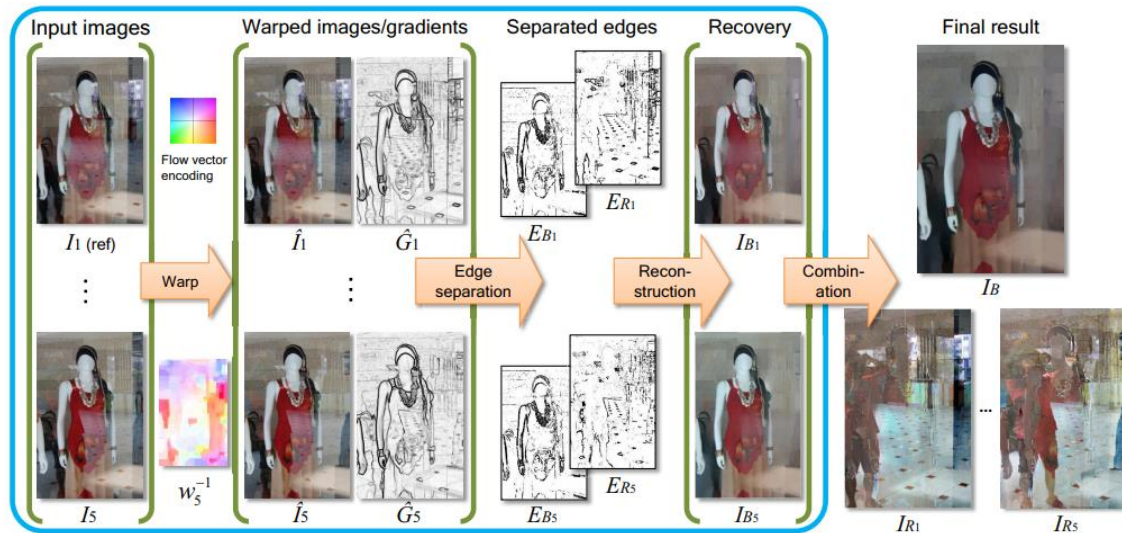 Input images
Warped images/gradients
Separated edges
Recovery
Final result
Flow vector
encoding
I1 (ref)
Î1
Ĝ1
EB1
ER1
IB1
⋮
Warp
⋮
Edge
separation
Recon-
struction
Combin-
ation
IB
w5^-1
I5
Î5
Ĝ5
EB5
ER5
IB5
...
IR1
IR5